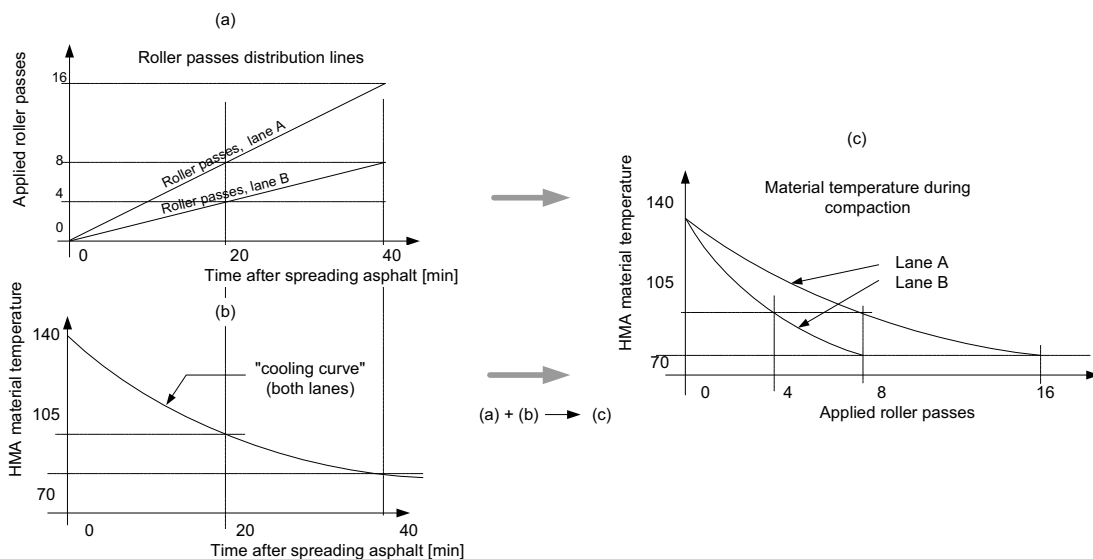 (a)
Roller passes distribution lines
Applied roller passes
16
8
4
0
Roller passes, lane A
Roller passes, lane B
0
20
40
Time after spreading asphalt [min]
(b)
HMA material temperature
140
105
70
"cooling curve"
(both lanes)
0
20
40
Time after spreading asphalt [min]
(a) + (b) → (c)
(c)
Material temperature during
compaction
HMA material temperature
140
105
70
Lane A
Lane B
0
4
8
16
Applied roller passes